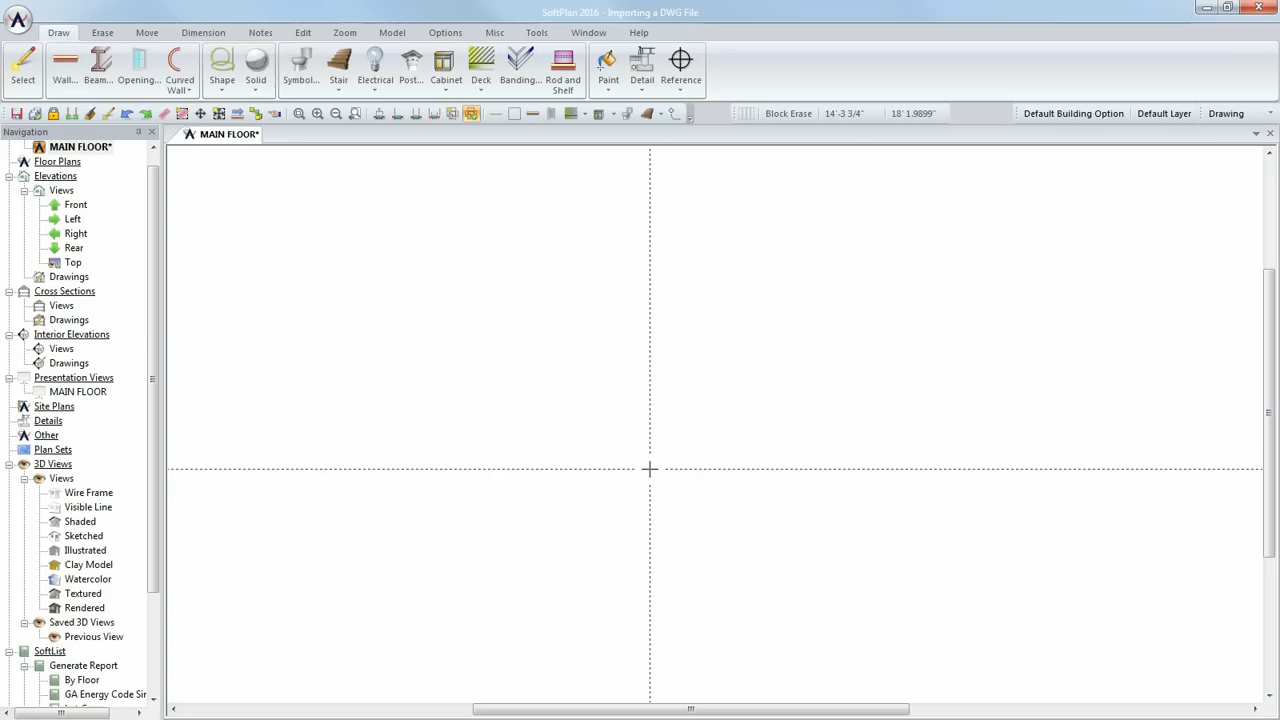 SoftPlan 2016 - Importing a DWG File
Draw Erase Move Dimension Notes Edit Zoom Model Options Misc Tools Window Help
Select Wall... Beam... Opening... Curved Wall Shape Solid Symbol... Stair Electrical Post... Cabinet Deck Banding... Rod and Shelf Paint Detail Reference
Block Erase 14'-3 3/4" 18' 1.9899" Default Building Option Default Layer Drawing
Navigation
MAIN FLOOR*
MAIN FLOOR*
Floor Plans
Elevations
Views
Front
Left
Right
Rear
Top
Drawings
Cross Sections
Views
Drawings
Interior Elevations
Views
Drawings
Presentation Views
MAIN FLOOR
Site Plans
Details
Other
Plan Sets
3D Views
Views
Wire Frame
Visible Line
Shaded
Sketched
Illustrated
Clay Model
Watercolor
Textured
Rendered
Saved 3D Views
Previous View
SoftList
Generate Report
By Floor
GA Energy Code Sir